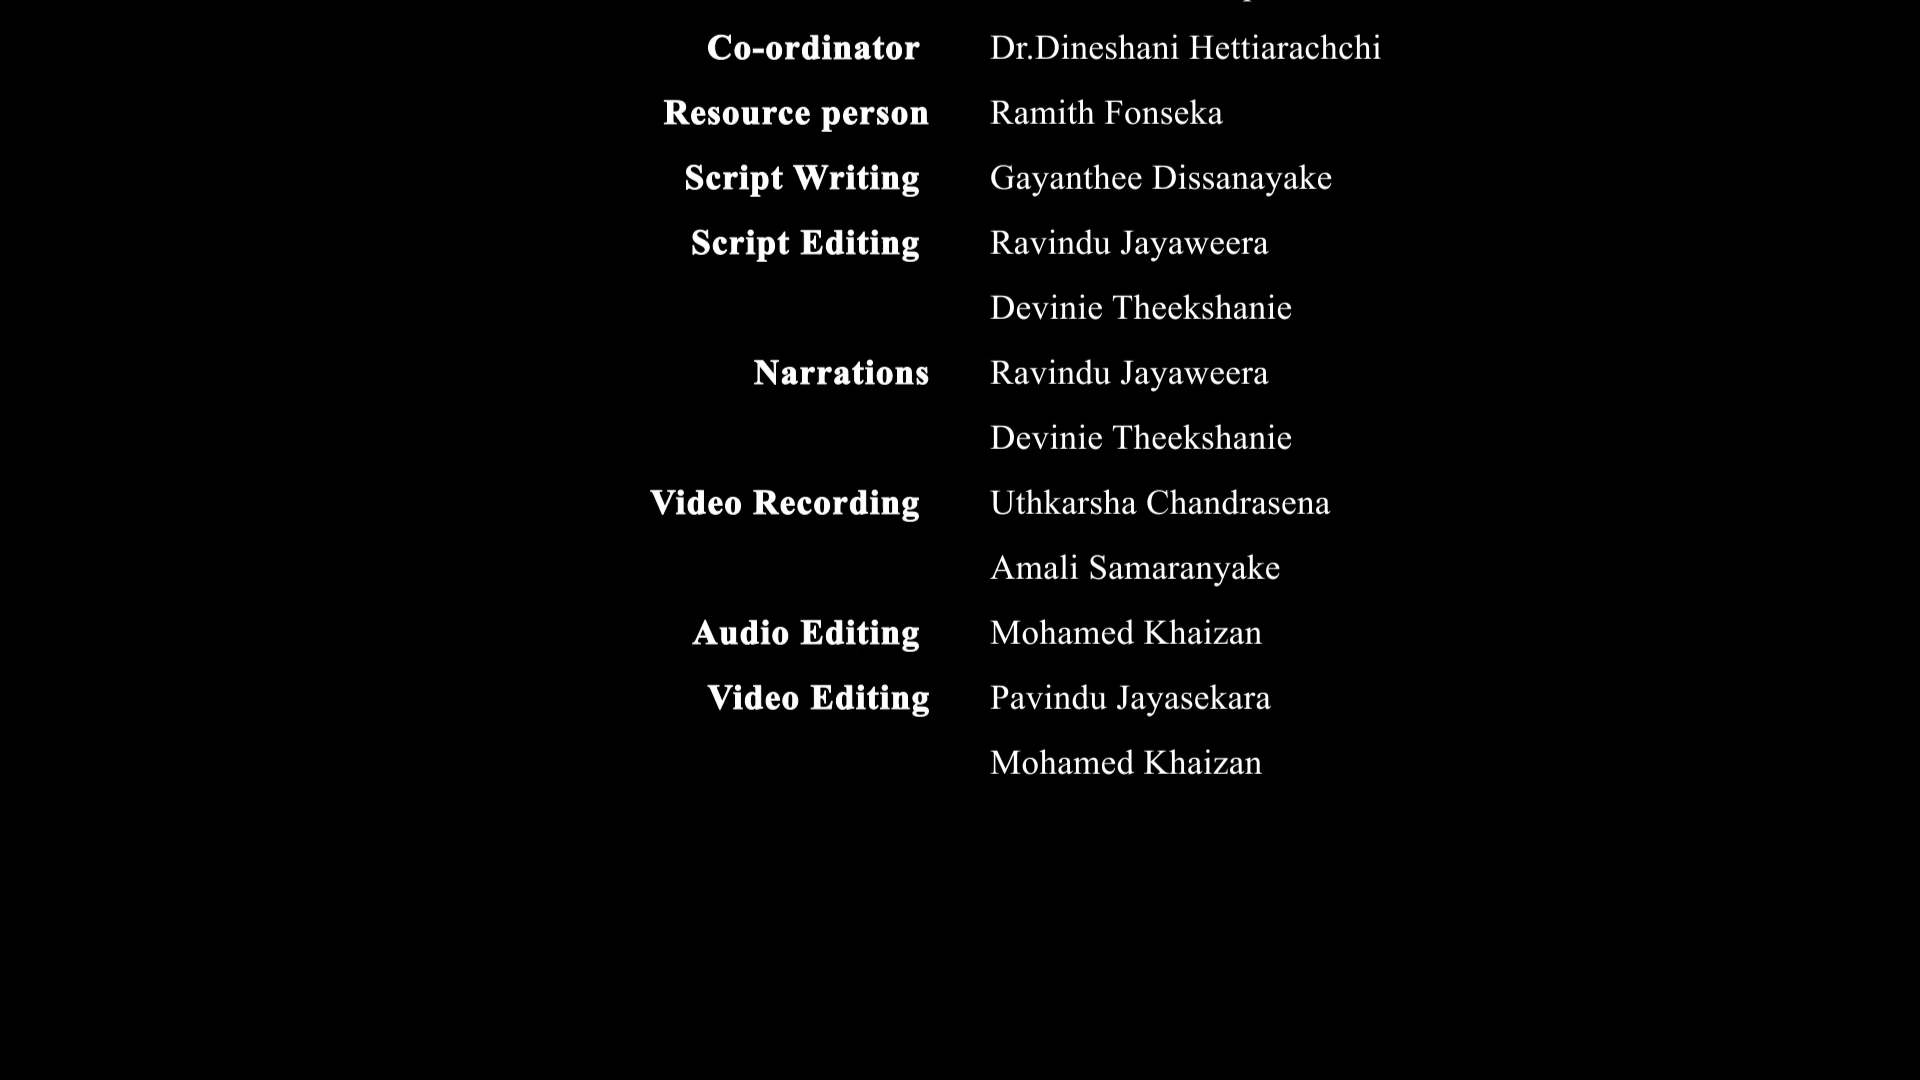 Co-ordinator Dr.Dineshani Hettiarachchi
Resource person Ramith Fonseka
Script Writing Gayanthee Dissanayake
Script Editing Ravindu Jayaweera
Devinie Theekshanie
Narrations Ravindu Jayaweera
Devinie Theekshanie
Video Recording Uthkarsha Chandrasena
Amali Samaranyake
Audio Editing Mohamed Khaizan
Video Editing Pavindu Jayasekara
Mohamed Khaizan